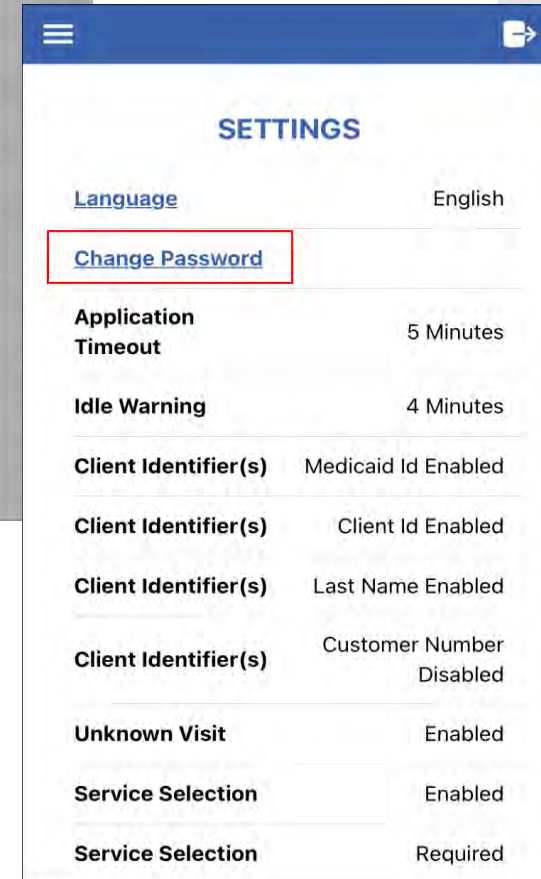 SETTINGS
Language English
Change Password
Application
Timeout 5 Minutes
Idle Warning 4 Minutes
Client Identifier(s) Medicaid Id Enabled
Client Identifier(s) Client Id Enabled
Client Identifier(s) Last Name Enabled
Client Identifier(s) Customer Number
Disabled
Unknown Visit Enabled
Service Selection Enabled
Service Selection Required